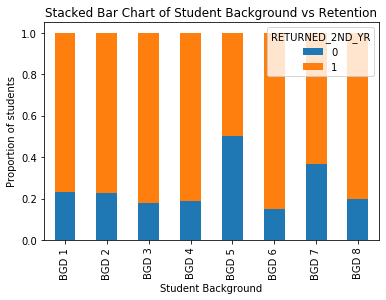 Stacked Bar Chart of Student Background vs Retention
RETURNED_2ND_YR
0
1
Proportion of students
1.0
0.8
0.6
0.4
0.2
0.0
BGD 1
BGD 2
BGD 3
BGD 4
BGD 5
BGD 6
BGD 7
BGD 8
Student Background